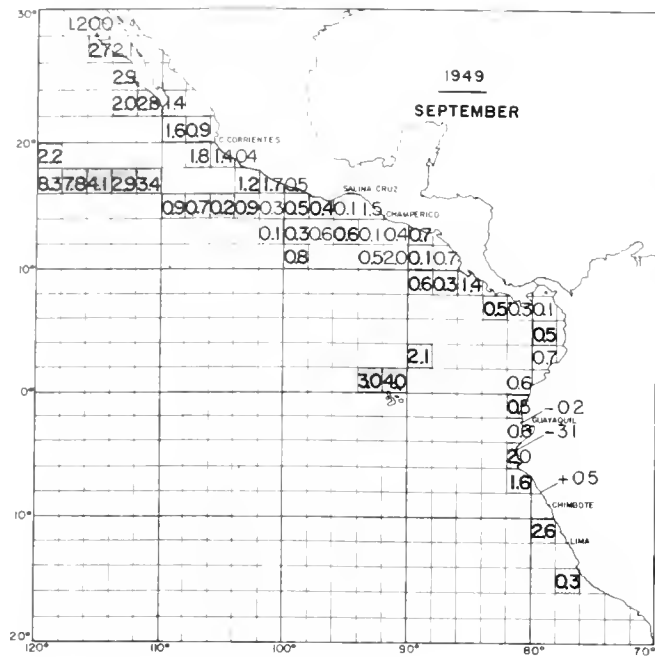 30°
1.200
2.7 2.1
1949
2.9
SEPTEMBER
2.0 2.8 1.4
1.6 0.9
C. CORRIENTES
20°
2.2 1.8 1.4 0.4
8.3 7.8 4.1 2.9 3.4 1.2 1.7 0.5 SALINA CRUZ
0.9 0.7 0.2 0.9 0.3 0.5 0.4 0.1 1.5 CHAMPERICO
0.1 0.3 0.6 0.6 0.1 0.4 0.7
0.8 0.5 2.0 0.1 0.7
10°
0.6 0.3 1.4
0.5 0.3 0.1
0.5
2.1 0.7
3.0 4.0 0.6
0°
0.5 -0.2
GUAYAQUIL
0.8 -3.1
2.0
1.6 +0.5
CHIMBOTE
10°
2.6 LIMA
0.3
20°
120° 110° 100° 90° 80° 70°